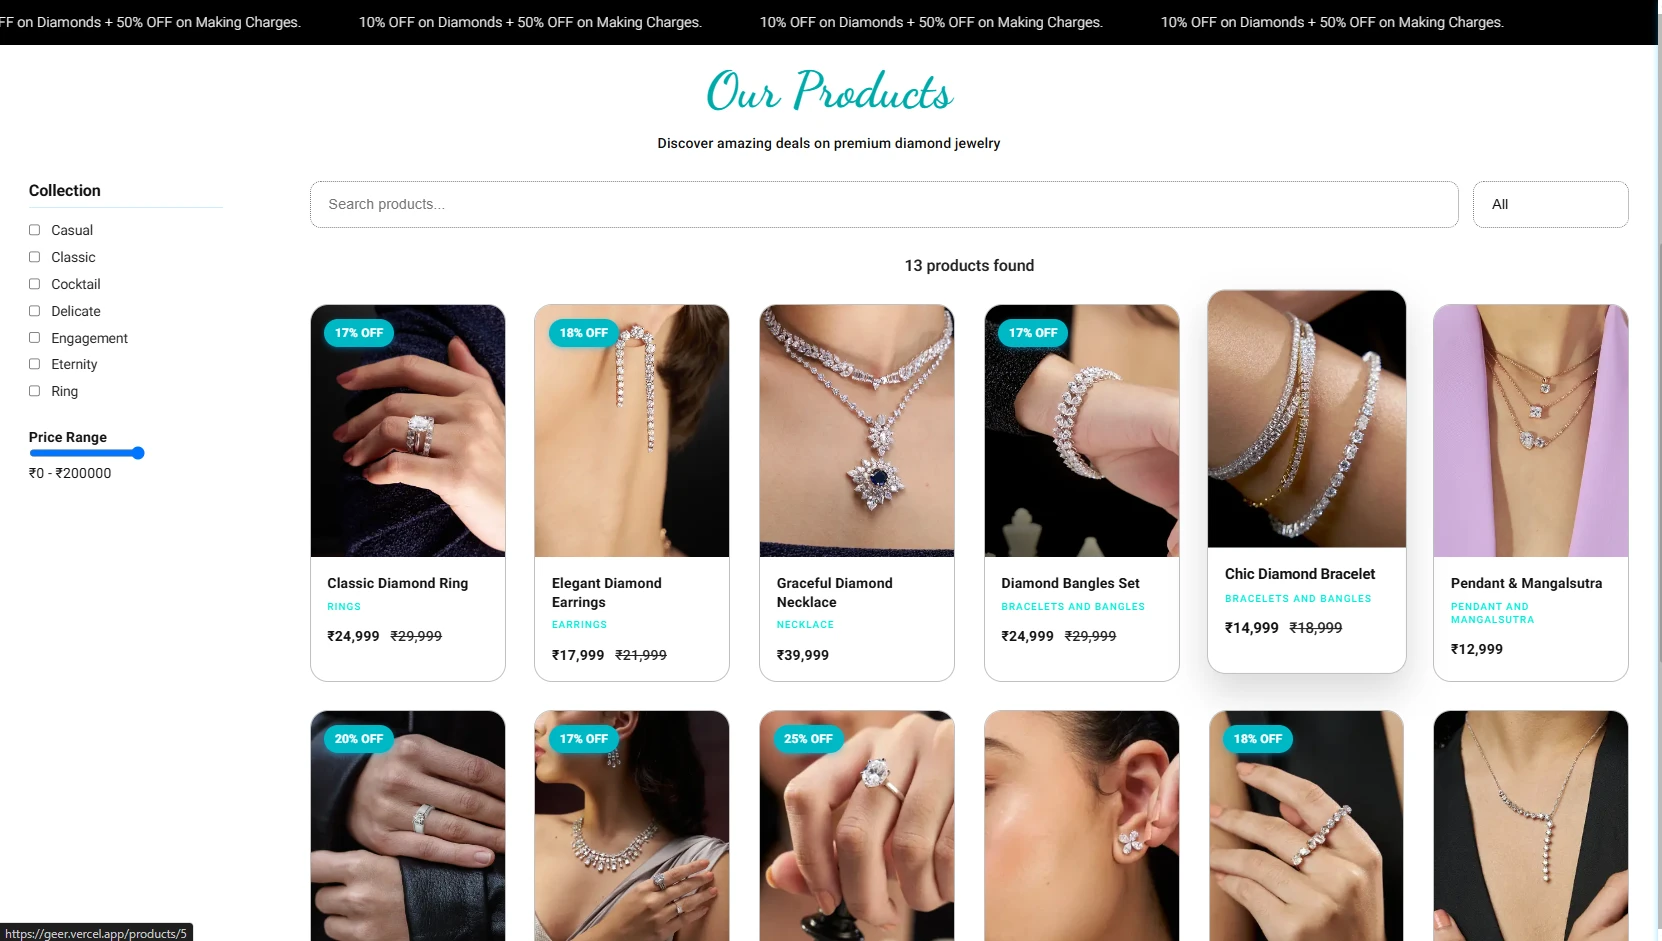 FF on Diamonds + 50% OFF on Making Charges. 10% OFF on Diamonds + 50% OFF on Making Charges. 10% OFF on Diamonds + 50% OFF on Making Charges. 10% OFF on Diamonds + 50% OFF on Making Charges.
Our Products
Discover amazing deals on premium diamond jewelry
Collection
Casual
Classic
Cocktail
Delicate
Engagement
Eternity
Ring
Price Range
₹0 - ₹200000
Search products...
All
13 products found
17% OFF
Classic Diamond Ring
RINGS
₹24,999 ₹29,999
18% OFF
Elegant Diamond
Earrings
EARRINGS
₹17,999 ₹21,999
Graceful Diamond
Necklace
NECKLACE
₹39,999
17% OFF
Diamond Bangles Set
BRACELETS AND BANGLES
₹24,999 ₹29,999
Chic Diamond Bracelet
BRACELETS AND BANGLES
₹14,999 ₹18,999
Pendant & Mangalsutra
PENDANT AND
MANGALSUTRA
₹12,999
20% OFF
17% OFF
25% OFF
18% OFF
https://geer.vercel.app/products/5